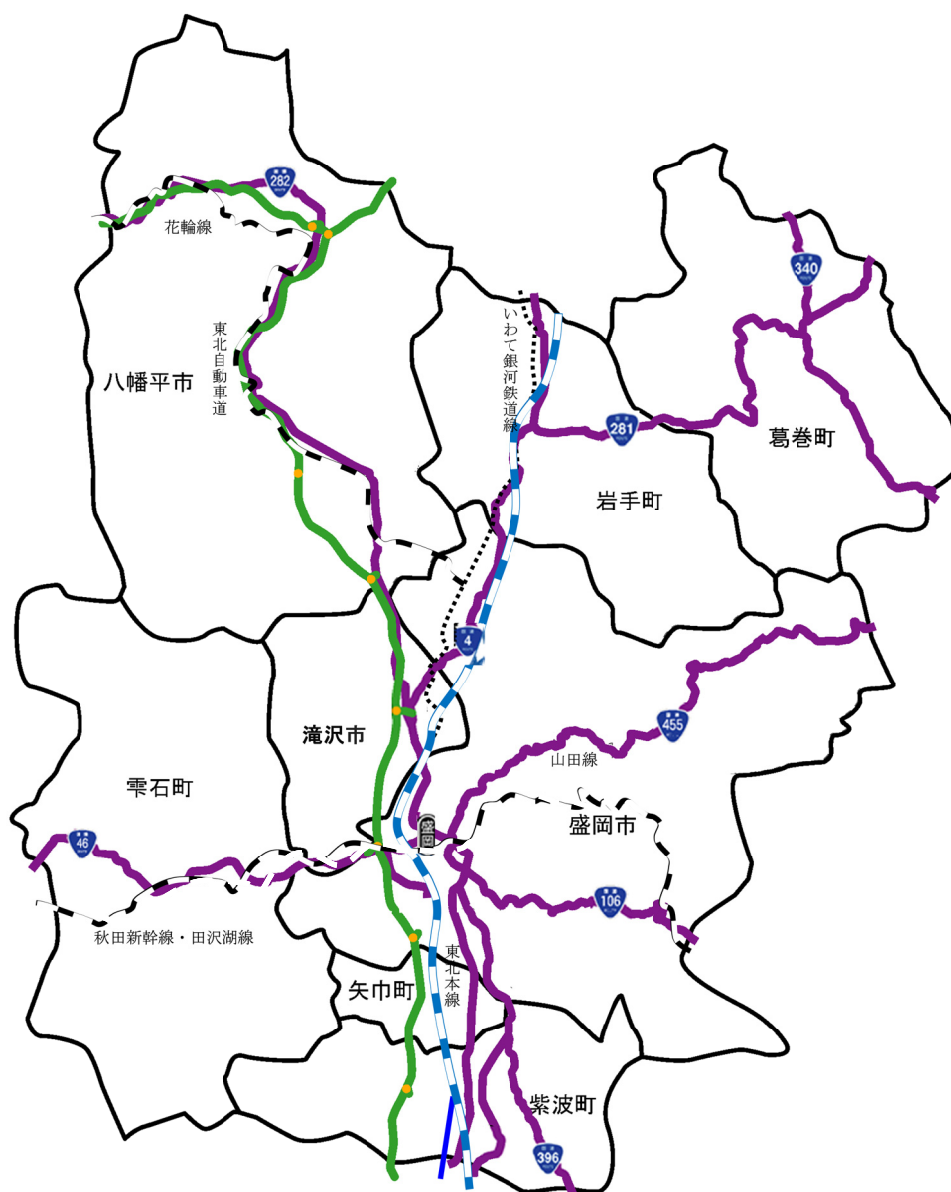 282
花輪線
340
いわて銀河鉄道線
東北自動車道
八幡平市
281
葛巻町
岩手町
4
455
滝沢市
山田線
雫石町
盛岡
盛岡市
46
106
秋田新幹線・田沢湖線
東北本線
矢巾町
紫波町
396